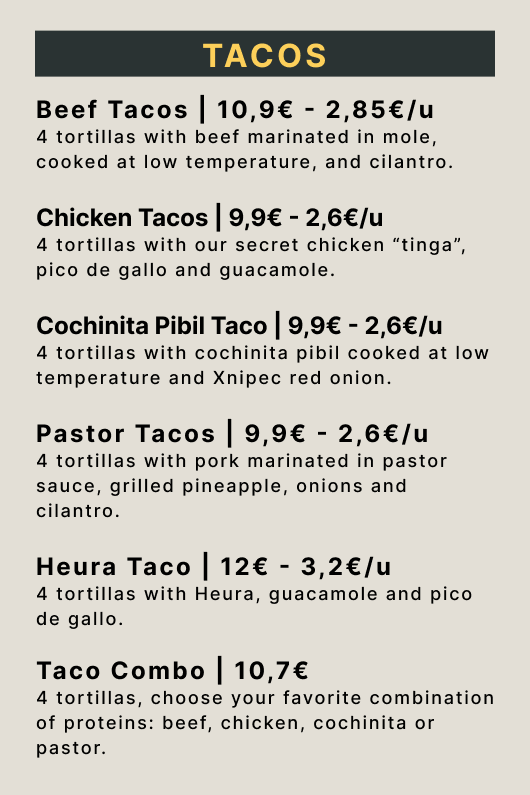 TACOS
Beef Tacos | 10,9€ - 2,85€/u
4 tortillas with beef marinated in mole,
cooked at low temperature, and cilantro.
Chicken Tacos | 9,9€ - 2,6€/u
4 tortillas with our secret chicken “tinga”,
pico de gallo and guacamole.
Cochinita Pibil Taco | 9,9€ - 2,6€/u
4 tortillas with cochinita pibil cooked at low
temperature and Xnipec red onion.
Pastor Tacos | 9,9€ - 2,6€/u
4 tortillas with pork marinated in pastor
sauce, grilled pineapple, onions and
cilantro.
Heura Taco | 12€ - 3,2€/u
4 tortillas with Heura, guacamole and pico
de gallo.
Taco Combo | 10,7€
4 tortillas, choose your favorite combination
of proteins: beef, chicken, cochinita or
pastor.